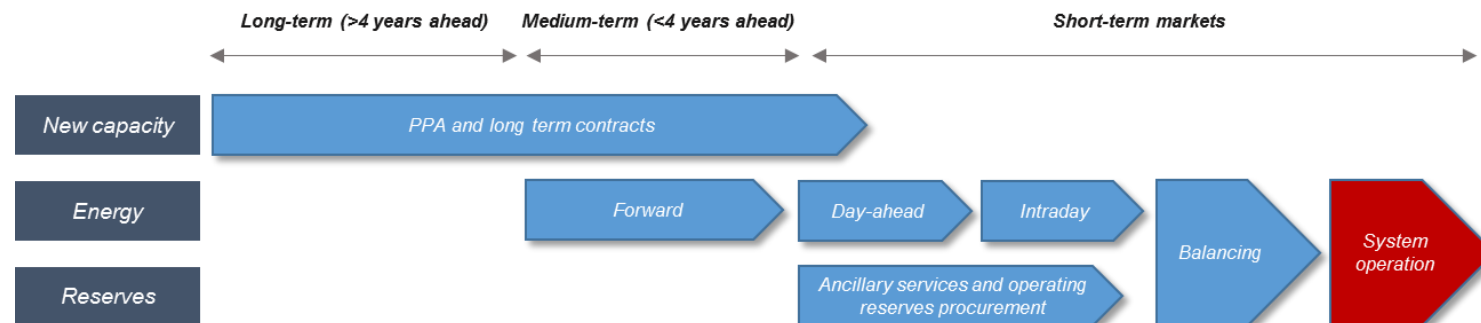 Long-term (>4 years ahead)
Medium-term (<4 years ahead)
Short-term markets
New capacity
PPA and long term contracts
Energy
Forward
Day-ahead
Intraday
Balancing
System
operation
Reserves
Ancillary services and operating
reserves procurement